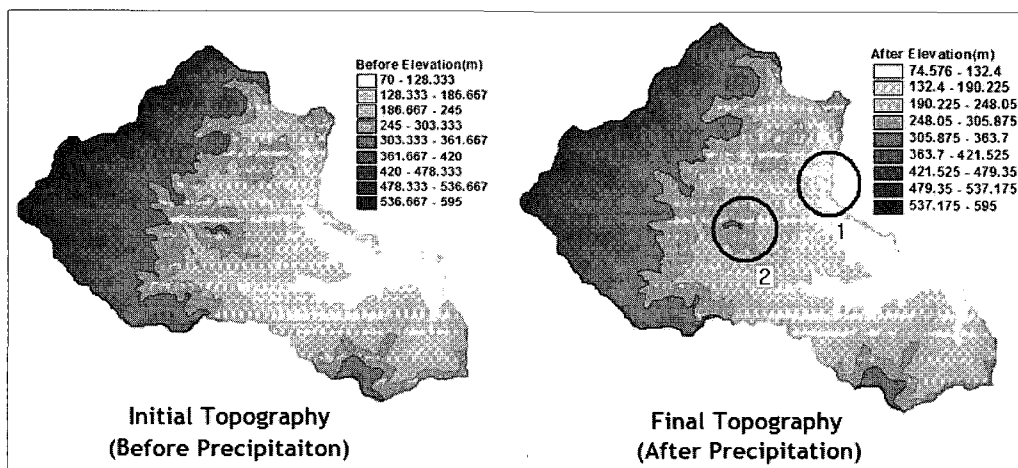 Before Elevation(m)
70 - 128.333
128.333 - 186.667
186.667 - 245
245 - 303.333
303.333 - 361.667
361.667 - 420
420 - 478.333
478.333 - 536.667
536.667 - 595
Initial Topography
(Before Precipitaiton)
After Elevation(m)
74.576 - 132.4
132.4 - 190.225
190.225 - 248.05
248.05 - 305.875
305.875 - 363.7
363.7 - 421.525
421.525 - 479.35
479.35 - 537.175
537.175 - 595
1
2
Final Topography
(After Precipitation)